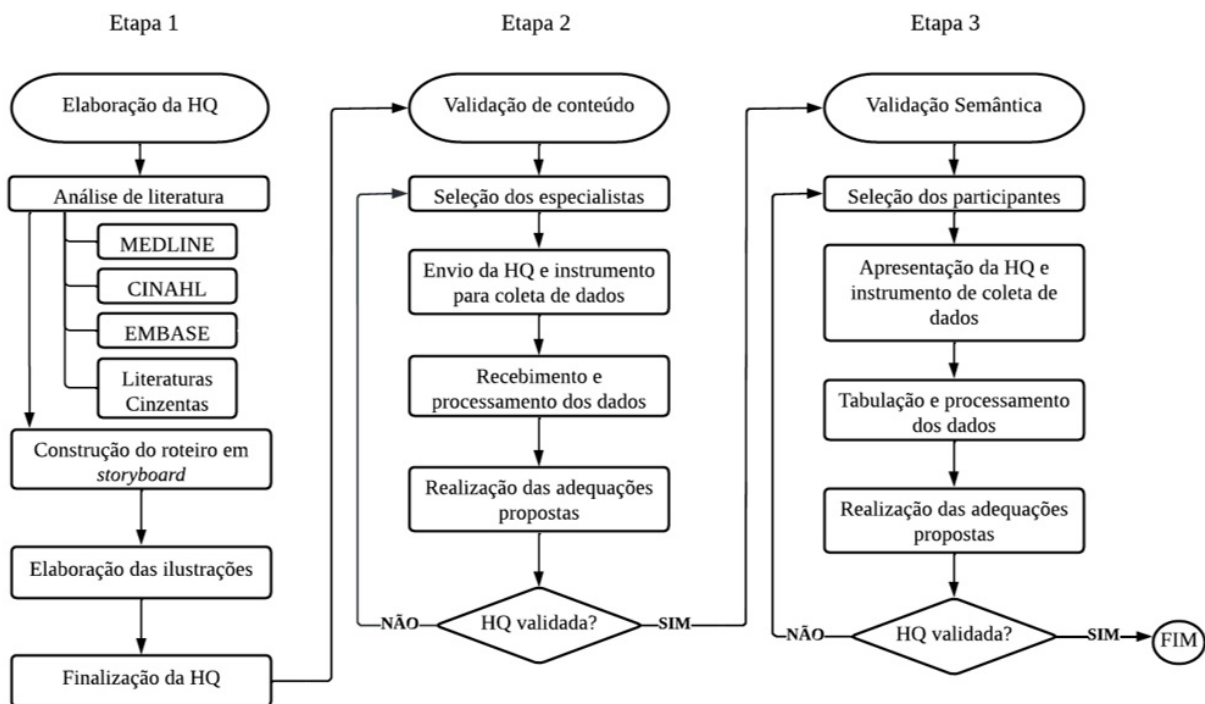 Etapa 1
Elaboração da HQ
Análise de literatura
MEDLINE
CINAHL
EMBASE
Literaturas
Cinzentas
Construção do roteiro em
storyboard
Elaboração das ilustrações
Finalização da HQ
Etapa 2
Validação de conteúdo
Seleção dos especialistas
Envio da HQ e instrumento
para coleta de dados
Recebimento e
processamento dos dados
Realização das adequações
propostas
NÃO
HQ validada?
SIM
Etapa 3
Validação Semântica
Seleção dos participantes
Apresentação da HQ e
instrumento de coleta de
dados
Tabulação e processamento
dos dados
Realização das adequações
propostas
NÃO
HQ validada?
SIM
FIM